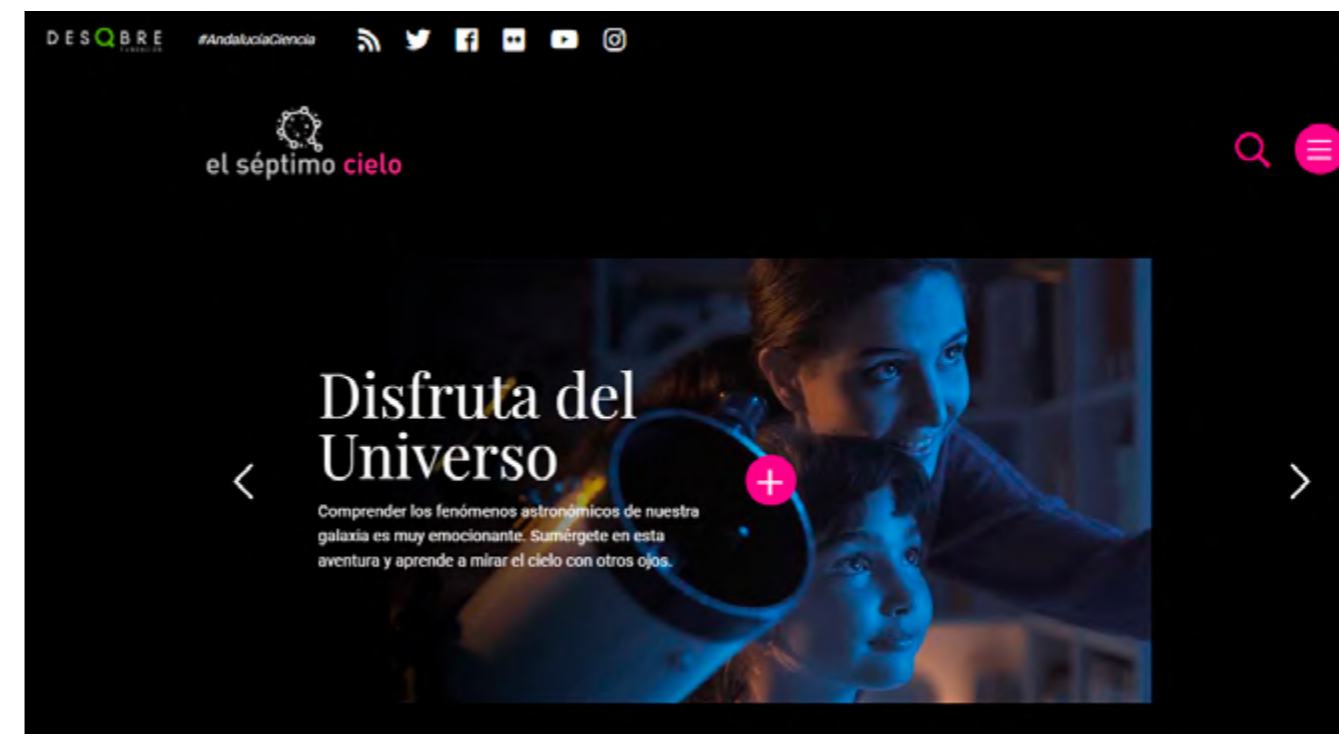 DESQBRE #AndalucíaCiencia
FUNDACIÓN
el séptimo cielo
Disfruta del
Universo
Comprender los fenómenos astronómicos de nuestra
galaxia es muy emocionante. Sumérgete en esta
aventura y aprende a mirar el cielo con otros ojos.